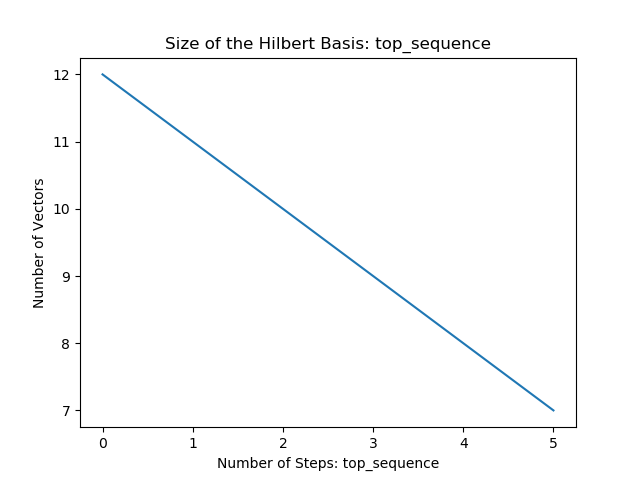 Size of the Hilbert Basis: top_sequence
12
11
10
9
8
7
Number of Vectors
0 1 2 3 4 5
Number of Steps: top_sequence